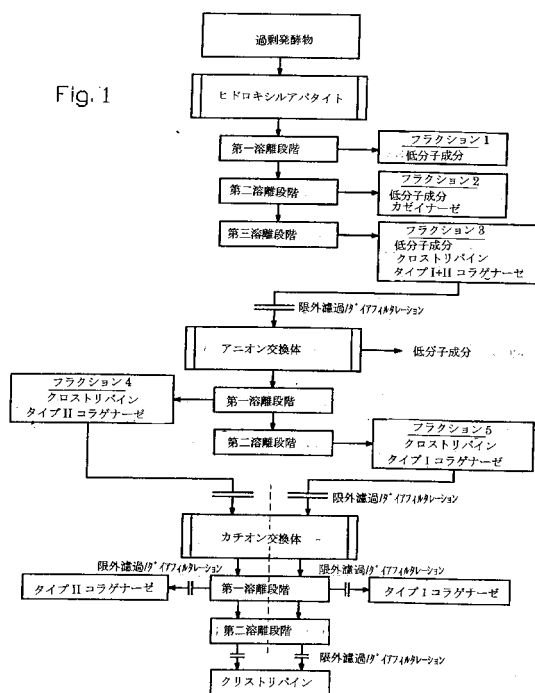 Fig. 1
過剰発酵物
ヒドロキシルアパタイト
第一溶離段階
フラクション1
低分子成分
第二溶離段階
フラクション2
低分子成分
カゼイナーゼ
第三溶離段階
フラクション3
低分子成分
クロストリパイン
タイプI+IIコラゲナーゼ
限外濾過/ダイアフィルタレーション
アニオン交換体
低分子成分
フラクション4
クロストリパイン
タイプIIコラゲナーゼ
第一溶離段階
第二溶離段階
フラクション5
クロストリパイン
タイプIコラゲナーゼ
限外濾過/ダイアフィルタレーション
カチオン交換体
限外濾過/ダイアフィルタレーション
限外濾過/ダイアフィルタレーション
タイプIIコラゲナーゼ
第一溶離段階
タイプIコラゲナーゼ
第二溶離段階
限外濾過/ダイアフィルタレーション
クリストリパイン